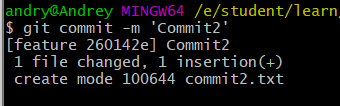 andry@Andrey MINGW64 /e/student/learn
$ git commit -m 'Commit2'
[feature 260142e] Commit2
 1 file changed, 1 insertion(+)
 create mode 100644 commit2.txt